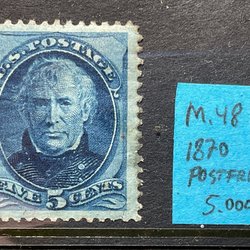 .S. POSTAGE
FIVE 5 CENTS
M.48
1870
POSTFRI
5.000